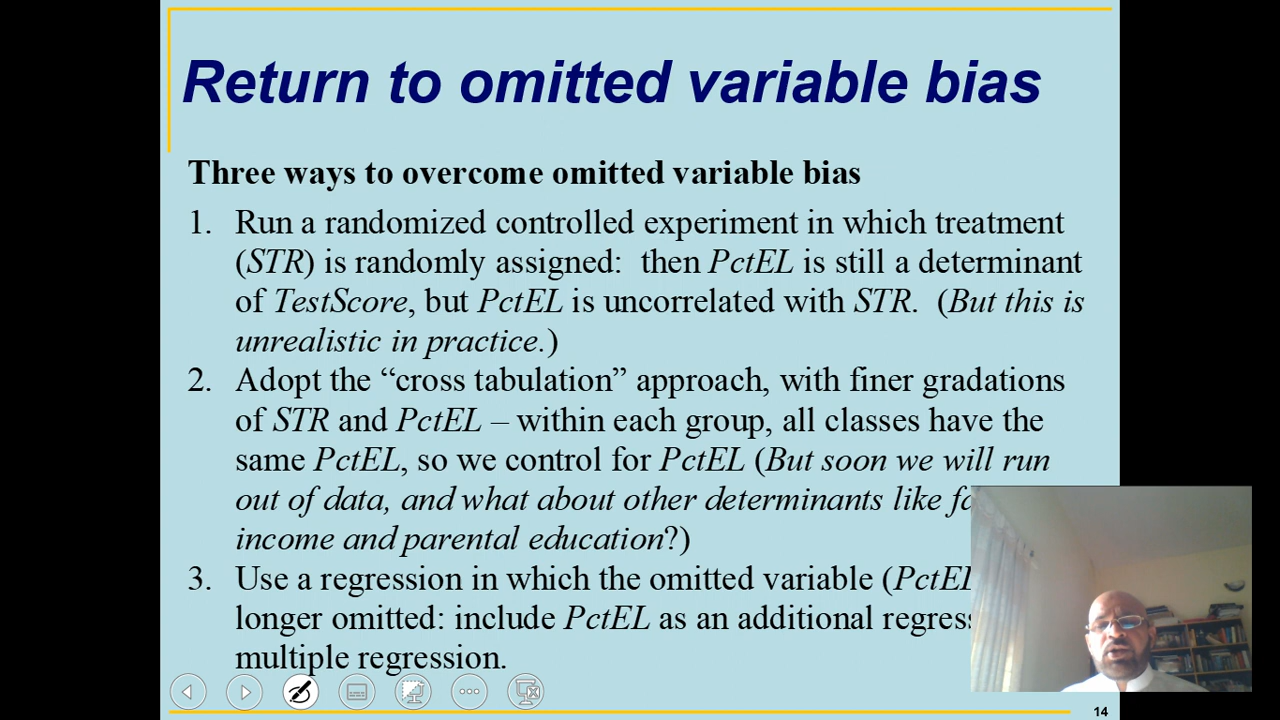 Return to omitted variable bias
Three ways to overcome omitted variable bias
1. Run a randomized controlled experiment in which treatment
(STR) is randomly assigned: then PctEL is still a determinant
of TestScore, but PctEL is uncorrelated with STR. (But this is
unrealistic in practice.)
2. Adopt the “cross tabulation” approach, with finer gradations
of STR and PctEL – within each group, all classes have the
same PctEL, so we control for PctEL (But soon we will run
out of data, and what about other determinants like
income and parental education?)
3. Use a regression in which the omitted variable
longer omitted: include PctEL as an additional
multiple regression.
14